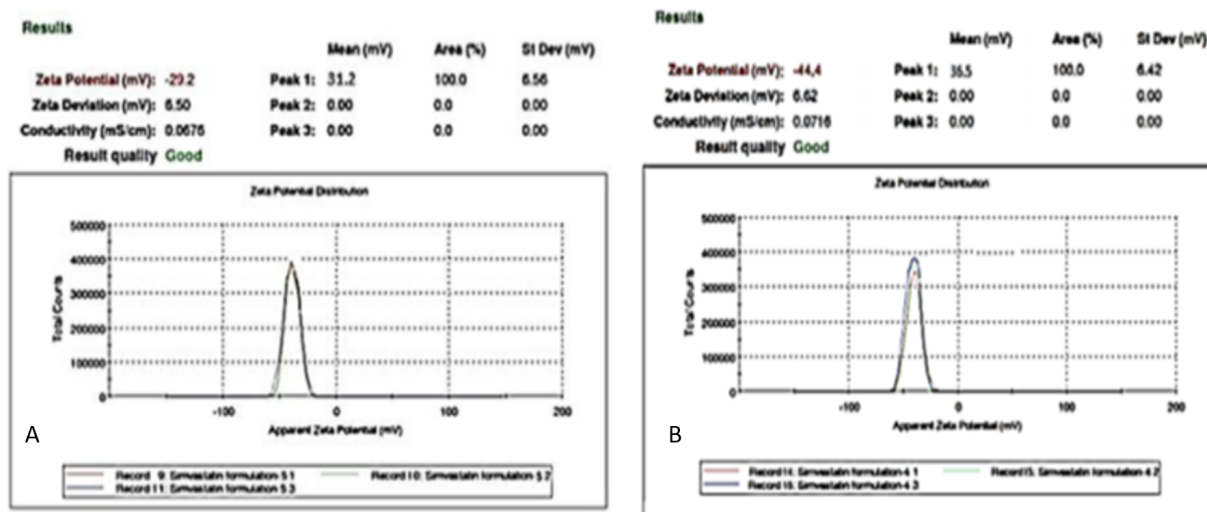 Results
Mean (mV) Area (%) St Dev (mV)
Zeta Potential (mV): -29.2 Peak 1: 31.2 100.0 6.56
Zeta Deviation (mV): 6.50 Peak 2: 0.00 0.0 0.00
Conductivity (mS/cm): 0.0676 Peak 3: 0.00 0.0 0.00
Result quality Good
Zeta Potential Distribution
Total Counts
500000
400000
300000
200000
100000
0
-100 0 100 200
Apparent Zeta Potential (mV)
A
Record 9: Simvastatin formulation 5.1 Record 10: Simvastatin formulation 5.2
Record 11: Simvastatin formulation 5.3
Results
Mean (mV) Area (%) St Dev (mV)
Zeta Potential (mV): -44.4 Peak 1: 36.5 100.0 6.42
Zeta Deviation (mV): 6.62 Peak 2: 0.00 0.0 0.00
Conductivity (mS/cm): 0.0716 Peak 3: 0.00 0.0 0.00
Result quality Good
Zeta Potential Distribution
Total Counts
500000
400000
300000
200000
100000
0
-100 0 100 200
Apparent Zeta Potential (mV)
B
Record 14: Simvastatin formulation 4.1 Record 15: Simvastatin formulation 4.2
Record 16: Simvastatin formulation 4.3